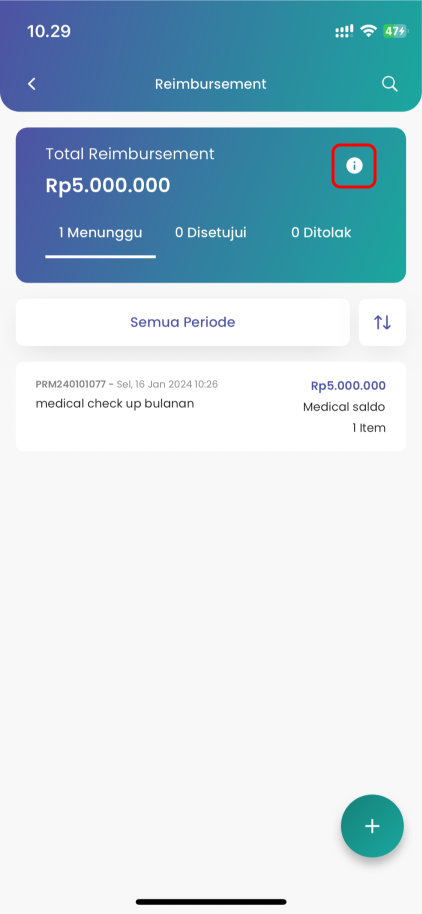 10.29
47
Reimbursement
Total Reimbursement
Rp5.000.000
1 Menunggu 0 Disetujui 0 Ditolak
Semua Periode
PRM240101077 - Sel, 16 Jan 2024 10:26 Rp5.000.000
medical check up bulanan Medical saldo
1 Item